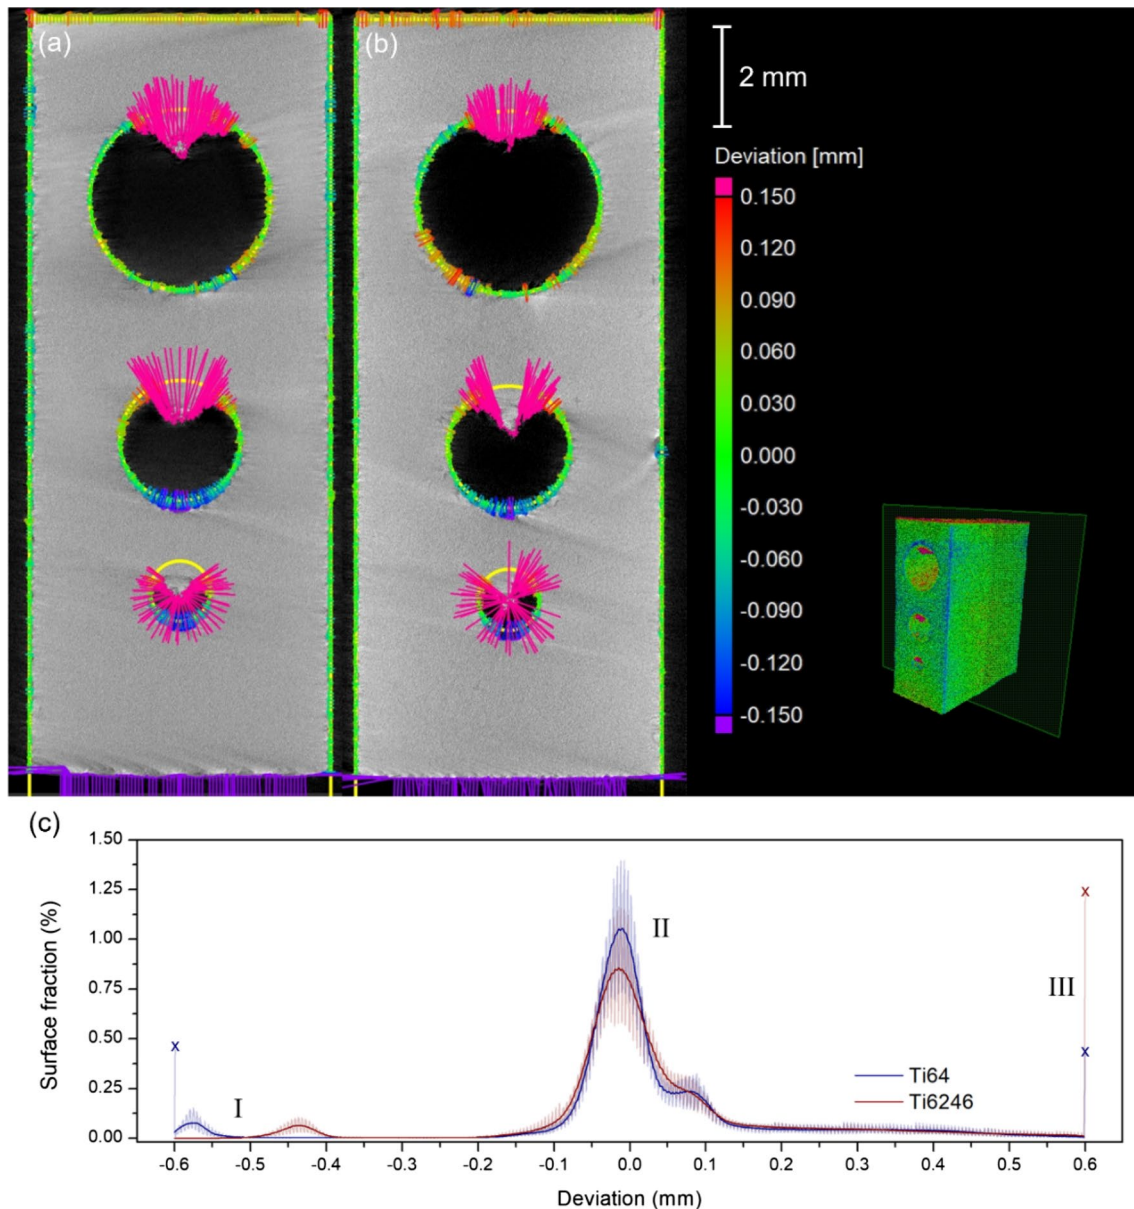 (a)
(b)
2 mm
Deviation [mm]
0.150
0.120
0.090
0.060
0.030
0.000
-0.030
-0.060
-0.090
-0.120
-0.150
(c)
1.50
1.25
1.00
0.75
0.50
0.25
0.00
Surface fraction (%)
x
I
II
III
x
x
Ti64
Ti6246
-0.6 -0.5 -0.4 -0.3 -0.2 -0.1 0.0 0.1 0.2 0.3 0.4 0.5 0.6
Deviation (mm)